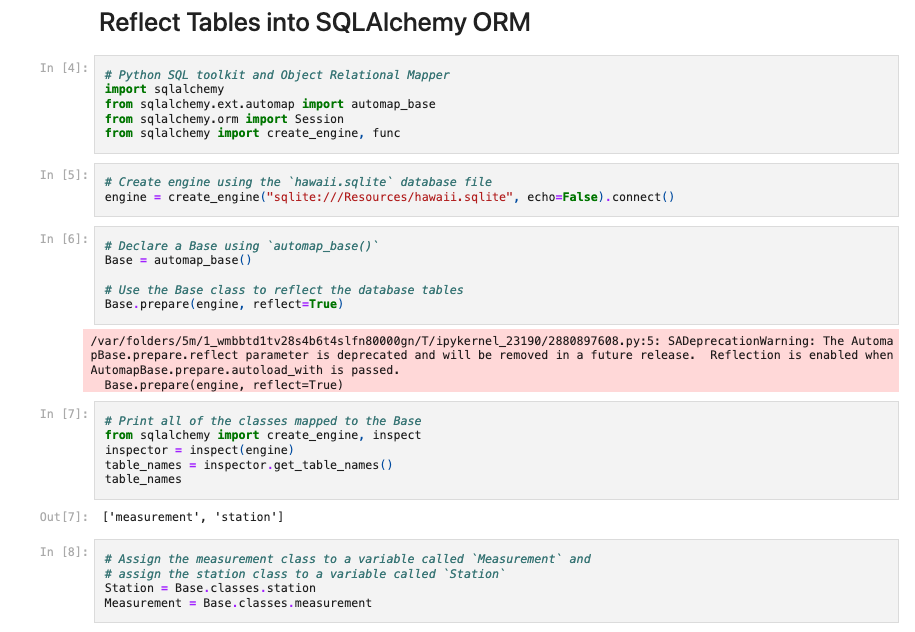 Reflect Tables into SQLAlchemy ORM
In [4]:
# Python SQL toolkit and Object Relational Mapper
import sqlalchemy
from sqlalchemy.ext.automap import automap_base
from sqlalchemy.orm import Session
from sqlalchemy import create_engine, func
In [5]:
# Create engine using the `hawaii.sqlite` database file
engine = create_engine("sqlite:///Resources/hawaii.sqlite", echo=False).connect()
In [6]:
# Declare a Base using `automap_base()`
Base = automap_base()
# Use the Base class to reflect the database tables
Base.prepare(engine, reflect=True)
/var/folders/5m/1_wmbbtd1tv28s4b6t4slfn80000gn/T/ipykernel_23190/2880897608.py:5: SADeprecationWarning: The Automa
pBase.prepare.reflect parameter is deprecated and will be removed in a future release.  Reflection is enabled when
AutomapBase.prepare.autoload_with is passed.
  Base.prepare(engine, reflect=True)
In [7]:
# Print all of the classes mapped to the Base
from sqlalchemy import create_engine, inspect
inspector = inspect(engine)
table_names = inspector.get_table_names()
table_names
Out[7]: ['measurement', 'station']
In [8]:
# Assign the measurement class to a variable called `Measurement` and
# assign the station class to a variable called `Station`
Station = Base.classes.station
Measurement = Base.classes.measurement